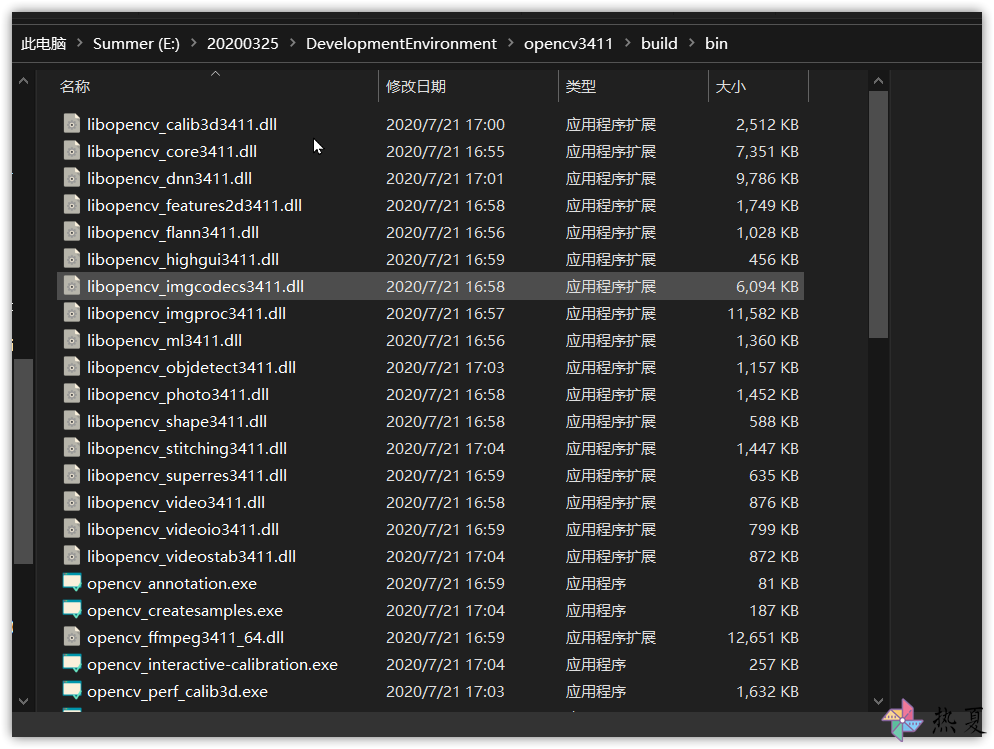 此电脑 > Summer (E:) > 20200325 > DevelopmentEnvironment > opencv3411 > build > bin
名称 修改日期 类型 大小
libopencv_calib3d3411.dll 2020/7/21 17:00 应用程序扩展 2,512 KB
libopencv_core3411.dll 2020/7/21 16:55 应用程序扩展 7,351 KB
libopencv_dnn3411.dll 2020/7/21 17:01 应用程序扩展 9,786 KB
libopencv_features2d3411.dll 2020/7/21 16:58 应用程序扩展 1,749 KB
libopencv_flann3411.dll 2020/7/21 16:56 应用程序扩展 1,028 KB
libopencv_highgui3411.dll 2020/7/21 16:59 应用程序扩展 456 KB
libopencv_imgcodecs3411.dll 2020/7/21 16:58 应用程序扩展 6,094 KB
libopencv_imgproc3411.dll 2020/7/21 16:57 应用程序扩展 11,582 KB
libopencv_ml3411.dll 2020/7/21 16:56 应用程序扩展 1,360 KB
libopencv_objdetect3411.dll 2020/7/21 17:03 应用程序扩展 1,157 KB
libopencv_photo3411.dll 2020/7/21 16:58 应用程序扩展 1,452 KB
libopencv_shape3411.dll 2020/7/21 16:58 应用程序扩展 588 KB
libopencv_stitching3411.dll 2020/7/21 17:04 应用程序扩展 1,447 KB
libopencv_superres3411.dll 2020/7/21 16:59 应用程序扩展 635 KB
libopencv_video3411.dll 2020/7/21 16:58 应用程序扩展 876 KB
libopencv_videoio3411.dll 2020/7/21 16:59 应用程序扩展 799 KB
libopencv_videostab3411.dll 2020/7/21 17:04 应用程序扩展 872 KB
opencv_annotation.exe 2020/7/21 16:59 应用程序 81 KB
opencv_createsamples.exe 2020/7/21 17:04 应用程序 187 KB
opencv_ffmpeg3411_64.dll 2020/7/21 16:59 应用程序扩展 12,651 KB
opencv_interactive-calibration.exe 2020/7/21 17:04 应用程序 257 KB
opencv_perf_calib3d.exe 2020/7/21 17:03 应用程序 1,632 KB
热夏